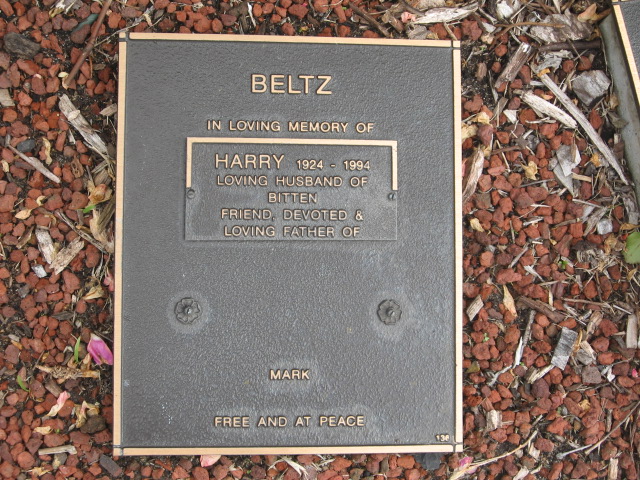 BELTZ
IN LOVING MEMORY OF
HARRY 1924 - 1994
LOVING HUSBAND OF
BITTEN
FRIEND, DEVOTED &
LOVING FATHER OF
MARK
FREE AND AT PEACE